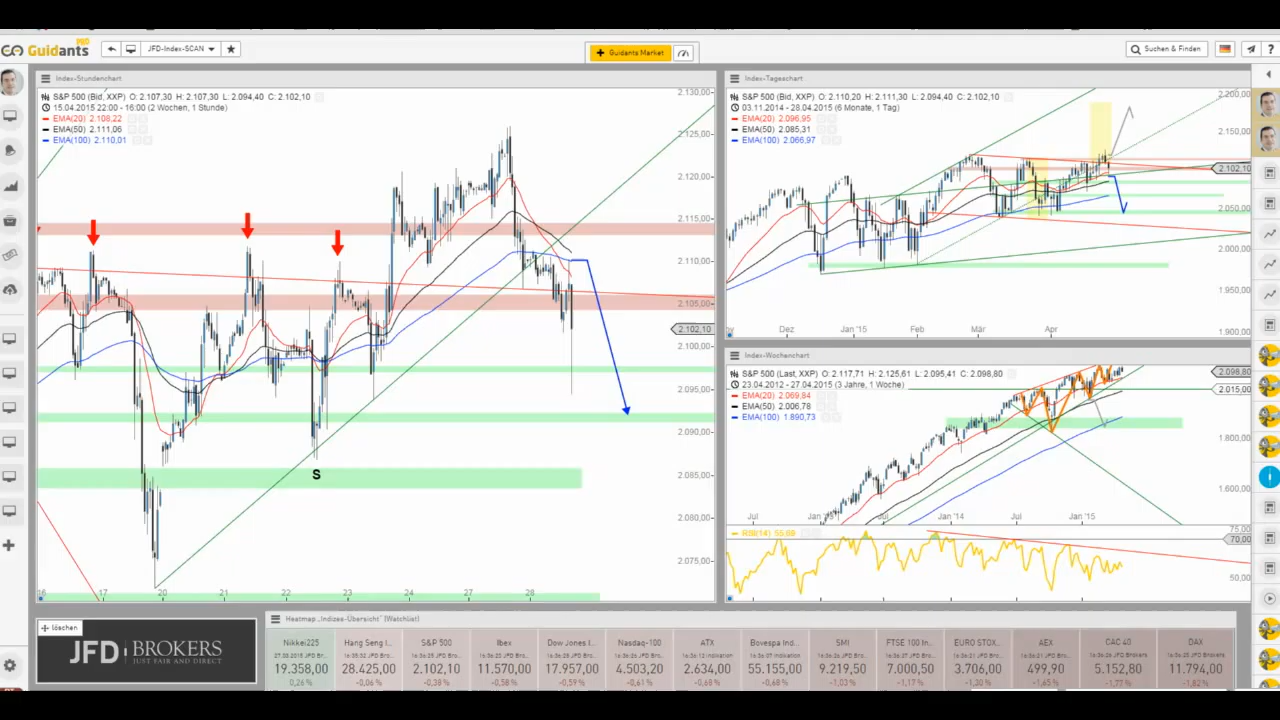 Guidants PRO
JFD-Index-SCAN
Guidants Market
Suchen & Finden
Index-Stundenchart
S&P 500 (Bid, XXP) O: 2.107,30 H: 2.107,30 L: 2.094,40 C: 2.102,10
15.04.2015 22:00 - 16:00 (2 Wochen, 1 Stunde)
EMA(20) 2.108,22
EMA(50) 2.111,06
EMA(100) 2.110,01
2.130,00
2.125,00
2.120,00
2.115,00
2.110,00
2.105,00
2.102,10
2.100,00
2.095,00
2.090,00
2.085,00
2.080,00
2.075,00
S
16 17 20 21 22 23 24 27 28
Index-Tageschart
S&P 500 (Bid, XXP) O: 2.110,20 H: 2.111,30 L: 2.094,40 C: 2.102,10
03.11.2014 - 28.04.2015 (6 Monate, 1 Tag)
EMA(20) 2.096,95
EMA(50) 2.085,31
EMA(100) 2.066,97
2.200,00
2.150,00
2.102,10
2.050,00
2.000,00
1.950,00
1.900,00
Dez Jan '15 Feb Mär Apr
Index-Wochenchart
S&P 500 (Last, XXP) O: 2.117,71 H: 2.125,61 L: 2.095,41 C: 2.098,80
23.04.2012 - 27.04.2015 (3 Jahre, 1 Woche)
EMA(20) 2.069,84
EMA(50) 2.006,78
EMA(100) 1.890,73
2.098,80
2.015,00
1.800,00
1.600,00
Jul Jul Jan '14 Jul Jan '15
RSI(14) 55,89
75,00
70,00
50,00
löschen
JFD BROKERS
JUST FAIR AND DIRECT
Heatmap „Indizes-Übersicht" (Watchlist)
Nikkei225 Hang Seng I... S&P 500 Ibex Dow Jones I... Nasdaq-100 ATX Bovespa Ind... SMI FTSE 100 In... EURO STOX... AEX CAC 40 DAX
19.358,00 28.425,00 2.102,10 11.570,00 17.957,00 4.503,20 2.634,00 55.155,00 9.219,50 7.000,50 3.706,00 499,90 5.152,80 11.794,00
0,26 % -0,06 % -0,38 % -0,58 % -0,59 % -0,61 % -0,68 % -0,68 % -1,03 % -1,17 % -1,30 % -1,65 % -1,77 % -1,82 %